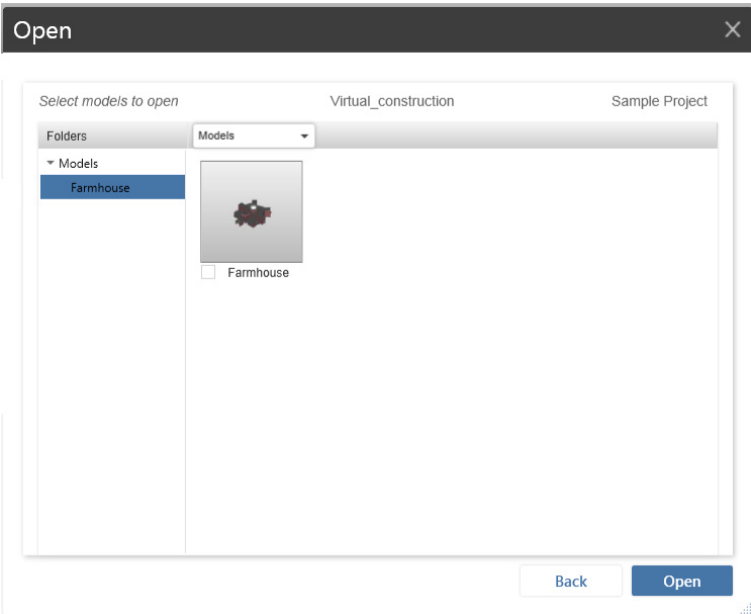 Open
Select models to open Virtual_construction Sample Project
Folders Models
Models
Farmhouse
Farmhouse
Back Open